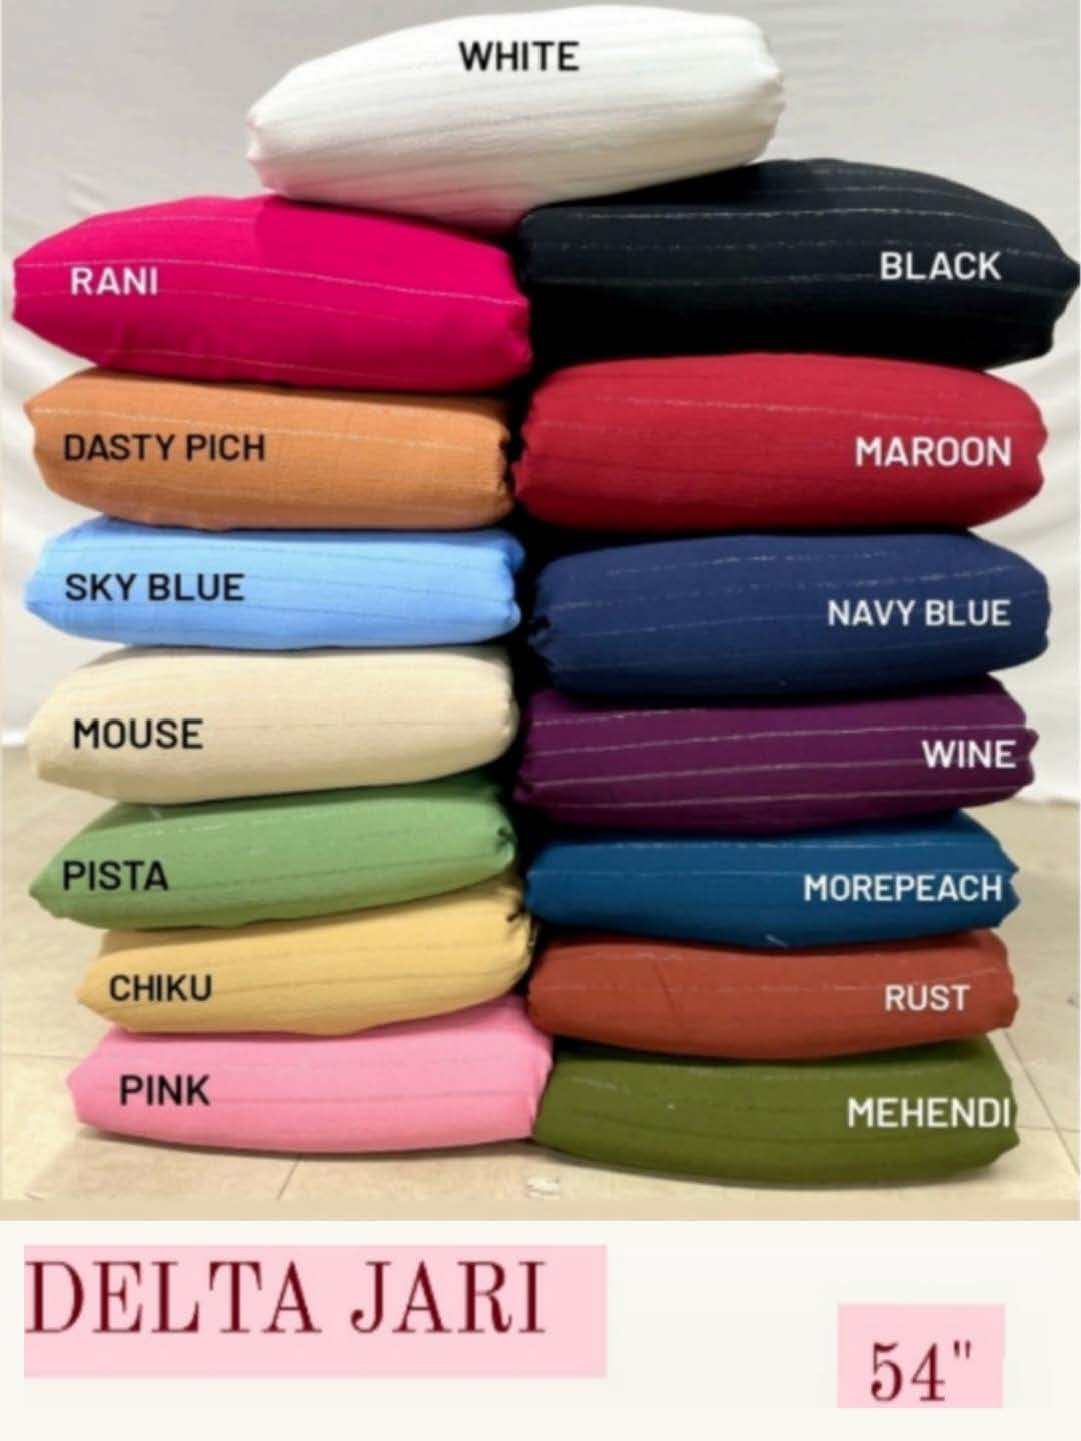 WHITE
RANI
BLACK
DASTY PICH
MAROON
SKY BLUE
NAVY BLUE
MOUSE
WINE
PISTA
MOREPEACH
CHIKU
RUST
PINK
MEHENDI
DELTA JARI
54"